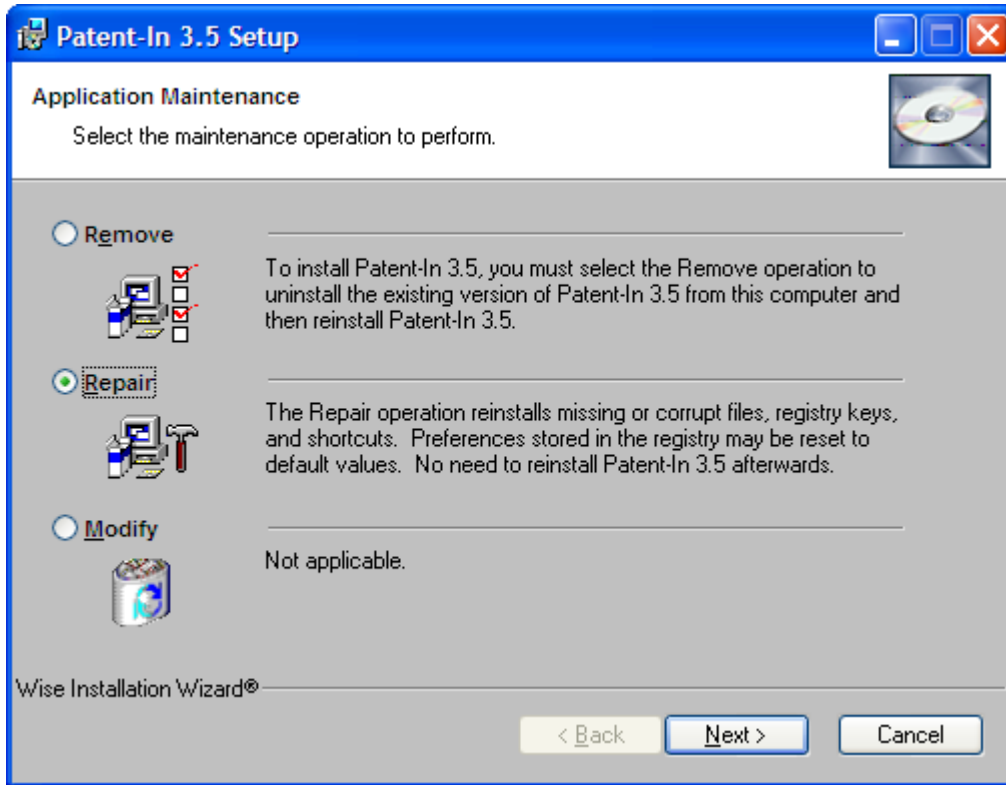 Patent-In 3.5 Setup
Application Maintenance
Select the maintenance operation to perform.
Remove
To install Patent-In 3.5, you must select the Remove operation to
uninstall the existing version of Patent-In 3.5 from this computer and
then reinstall Patent-In 3.5.
Repair
The Repair operation reinstalls missing or corrupt files, registry keys,
and shortcuts. Preferences stored in the registry may be reset to
default values. No need to reinstall Patent-In 3.5 afterwards.
Modify
Not applicable.
Wise Installation Wizard®
< Back
Next >
Cancel